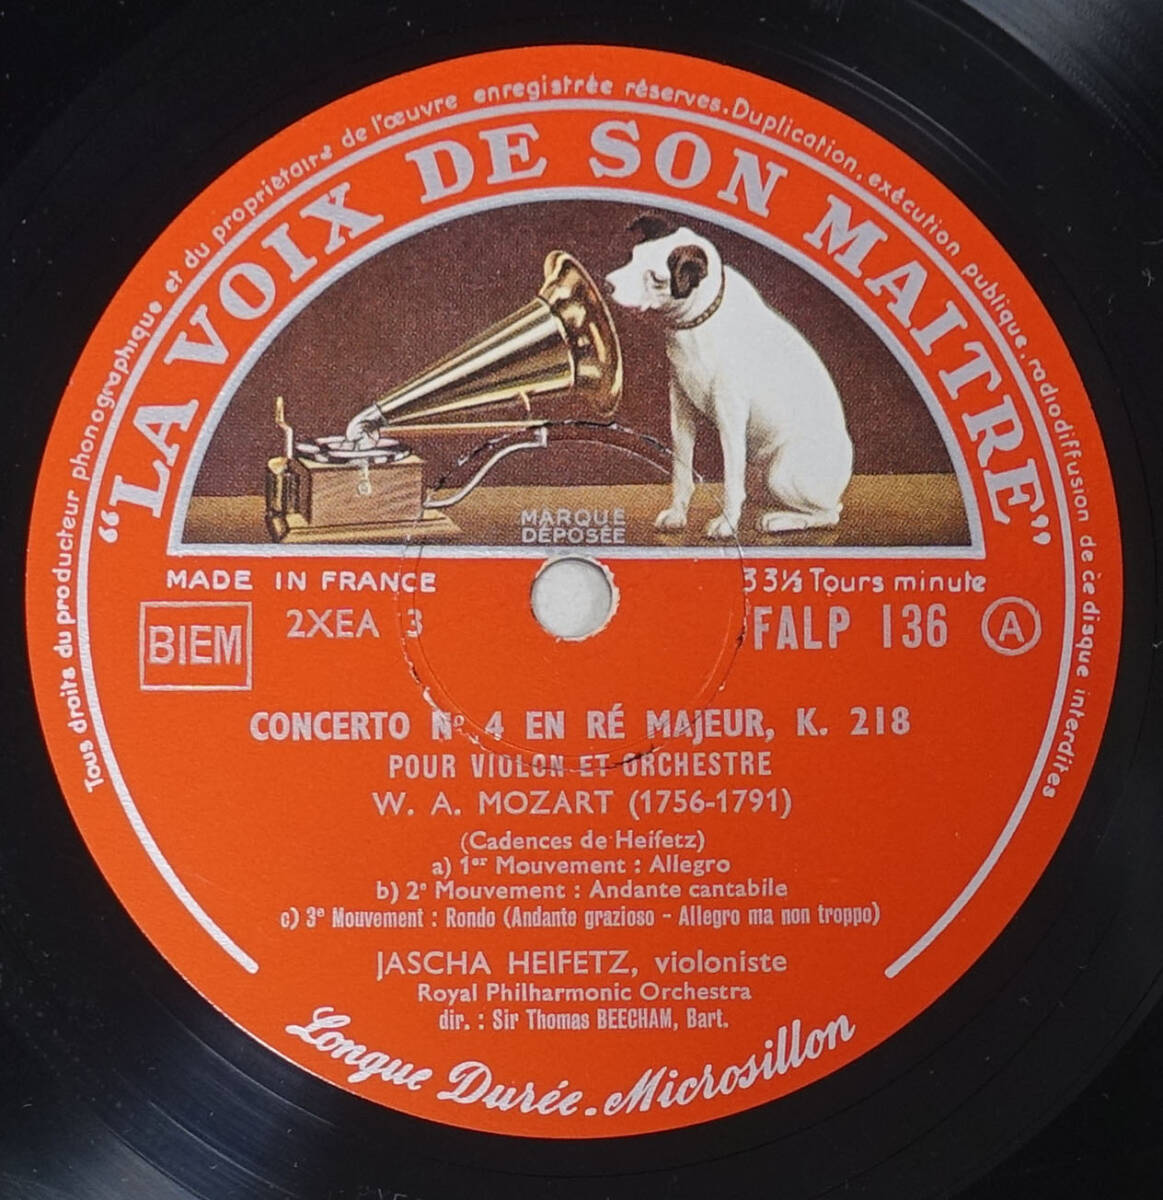 Tous droits du producteur phonographique et du propriétaire de l'œuvre enregistrée réservés. Duplication, exécution publique, radiodiffusion de ce disque interdites
"LA VOIX DE SON MAITRE"
MARQUE
DÉPOSÉE
MADE IN FRANCE
33⅓ Tours minute
BIEM
2XEA 3
FALP 136
A
CONCERTO Nº 4 EN RÉ MAJEUR, K. 218
POUR VIOLON ET ORCHESTRE
W. A. MOZART (1756-1791)
(Cadences de Heifetz)
a) 1er Mouvement : Allegro
b) 2e Mouvement : Andante cantabile
c) 3e Mouvement : Rondo (Andante grazioso - Allegro ma non troppo)
JASCHA HEIFETZ, violoniste
Royal Philharmonic Orchestra
dir. : Sir Thomas BEECHAM, Bart.
Longue Durée - Microsillon